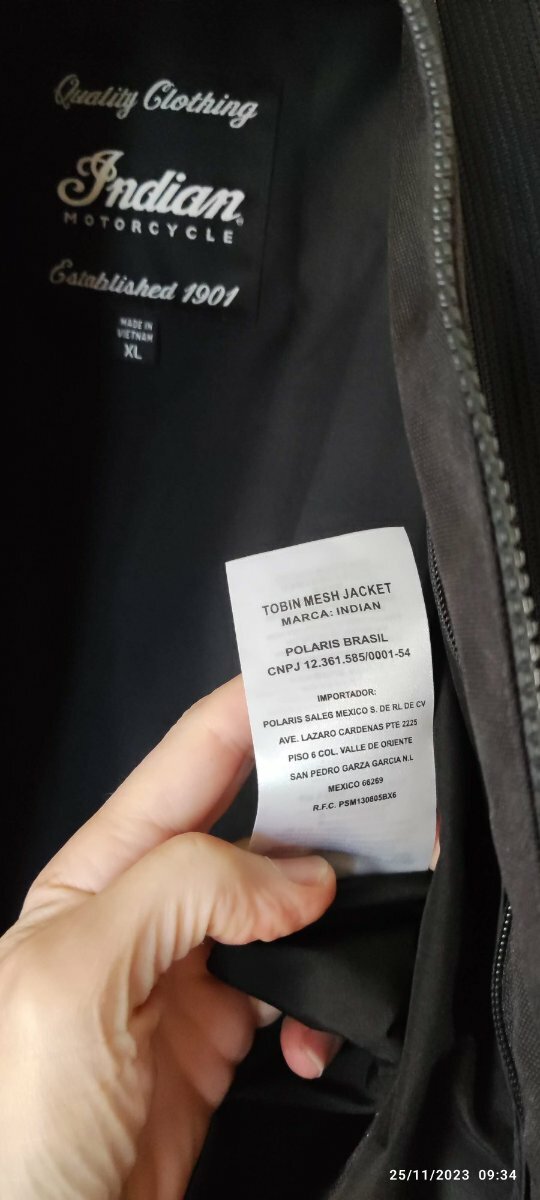 Quality Clothing
Indian
MOTORCYCLE
Established 1901
MADE IN
VIETNAM
XL
TOBIN MESH JACKET
MARCA: INDIAN
POLARIS BRASIL
CNPJ 12.361.585/0001-54
IMPORTADOR:
POLARIS SALEG MEXICO S. DE RL DE CV
AVE. LAZARO CARDENAS PTE 2225
PISO 6 COL. VALLE DE ORIENTE
SAN PEDRO GARZA GARCIA N.L
MEXICO 66269
R.F.C. PSM130605BX6
25/11/2023 09:34